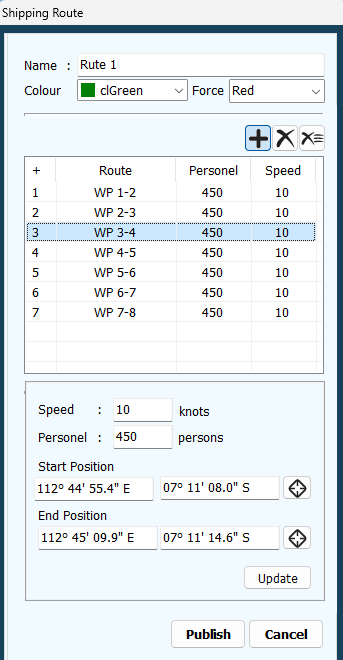 Shipping Route
Name : Rute 1
Colour clGreen Force Red
+ Route Personel Speed
1 WP 1-2 450 10
2 WP 2-3 450 10
3 WP 3-4 450 10
4 WP 4-5 450 10
5 WP 5-6 450 10
6 WP 6-7 450 10
7 WP 7-8 450 10
Speed : 10 knots
Personel : 450 persons
Start Position
112° 44' 55.4" E 07° 11' 08.0" S
End Position
112° 45' 09.9" E 07° 11' 14.6" S
Update
Publish Cancel